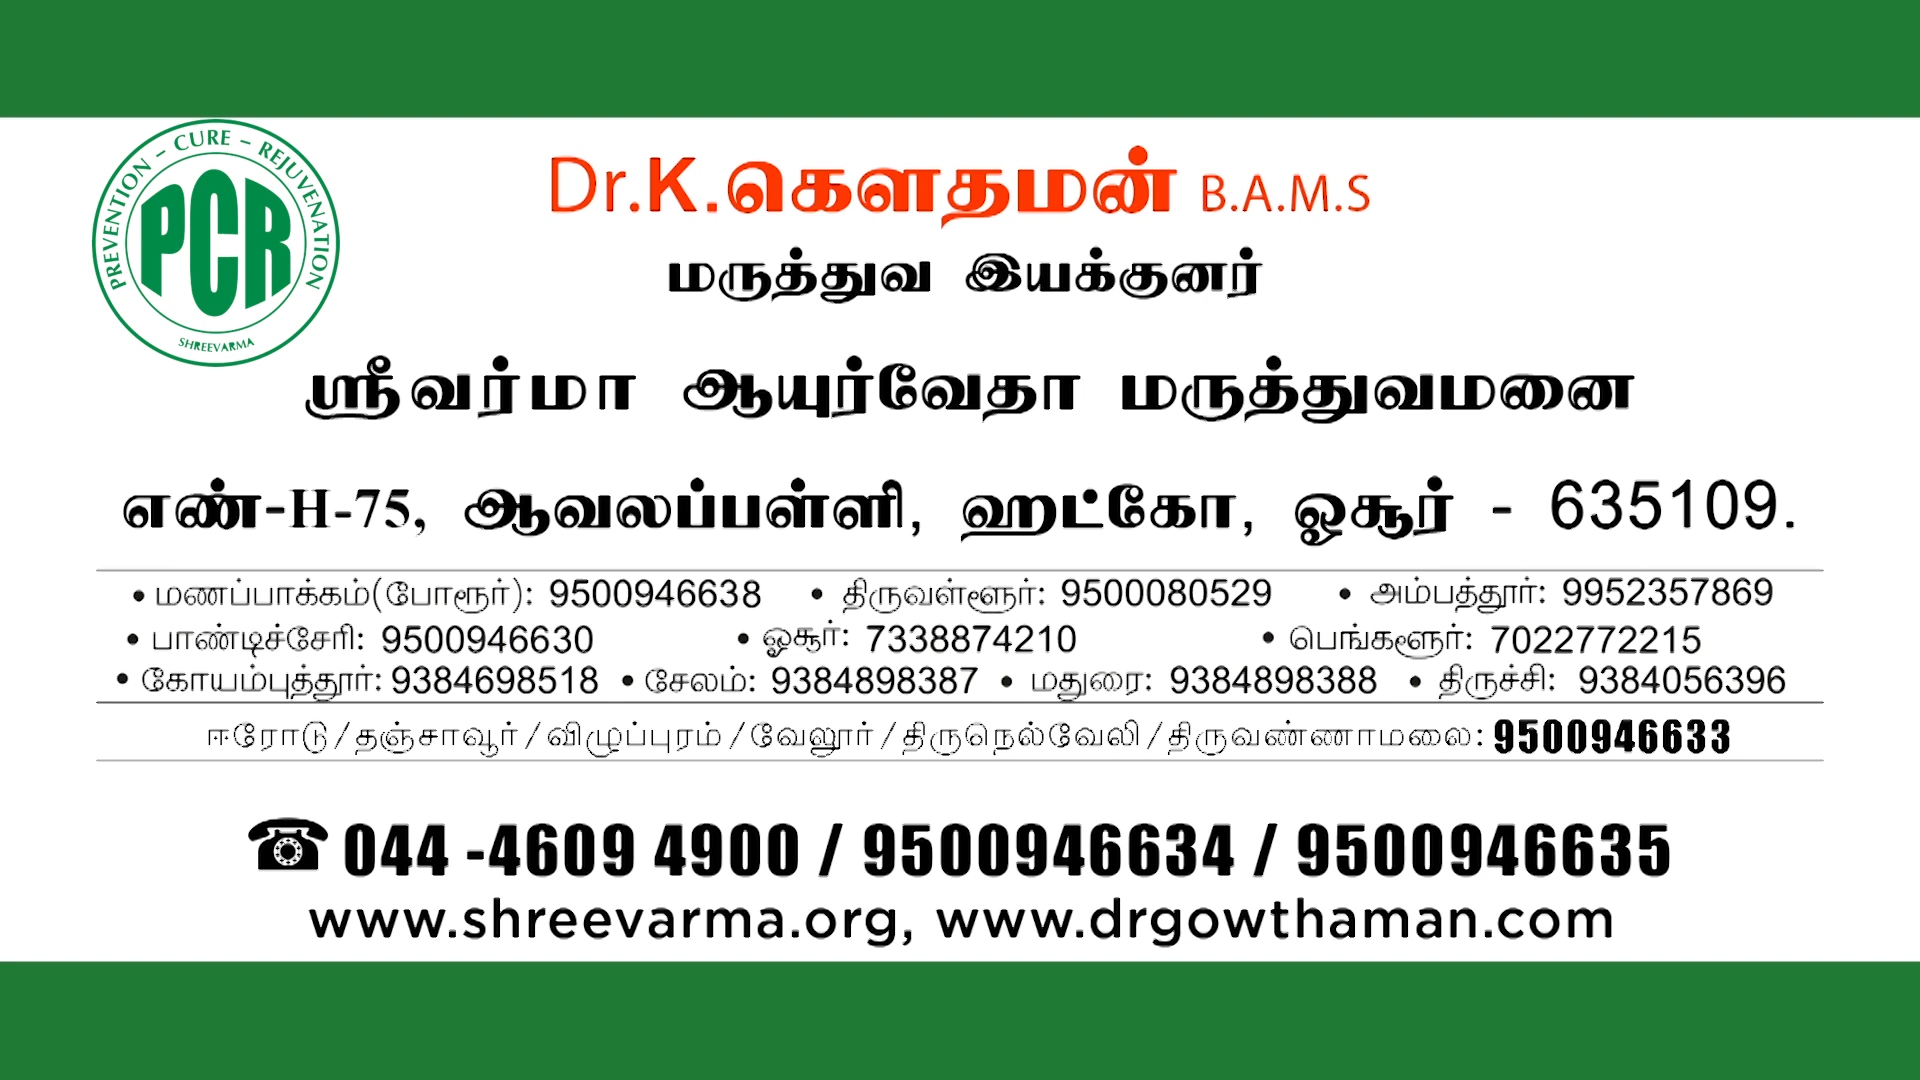 PREVENTION - CURE - REJUVENATION
PCR
SHREEVARMA
Dr.K.கௌதமன் B.A.M.S
மருத்துவ இயக்குனர்
ஸ்ரீவர்மா ஆயுர்வேதா மருத்துவமனை
எண்-H-75, ஆவலப்பள்ளி, ஹட்கோ, ஓசூர் - 635109.
• மணப்பாக்கம்(போரூர்): 9500946638 • திருவள்ளூர்: 9500080529 • அம்பத்தூர்: 9952357869
• பாண்டிச்சேரி: 9500946630 • ஓசூர்: 7338874210 • பெங்களூர்: 7022772215
• கோயம்புத்தூர்: 9384698518 • சேலம்: 9384898387 • மதுரை: 9384898388 • திருச்சி: 9384056396
ஈரோடு/தஞ்சாவூர்/விழுப்புரம்/வேலூர்/திருநெல்வேலி/திருவண்ணாமலை: 9500946633
☎ 044 -4609 4900 / 9500946634 / 9500946635
www.shreevarma.org, www.drgowthaman.com